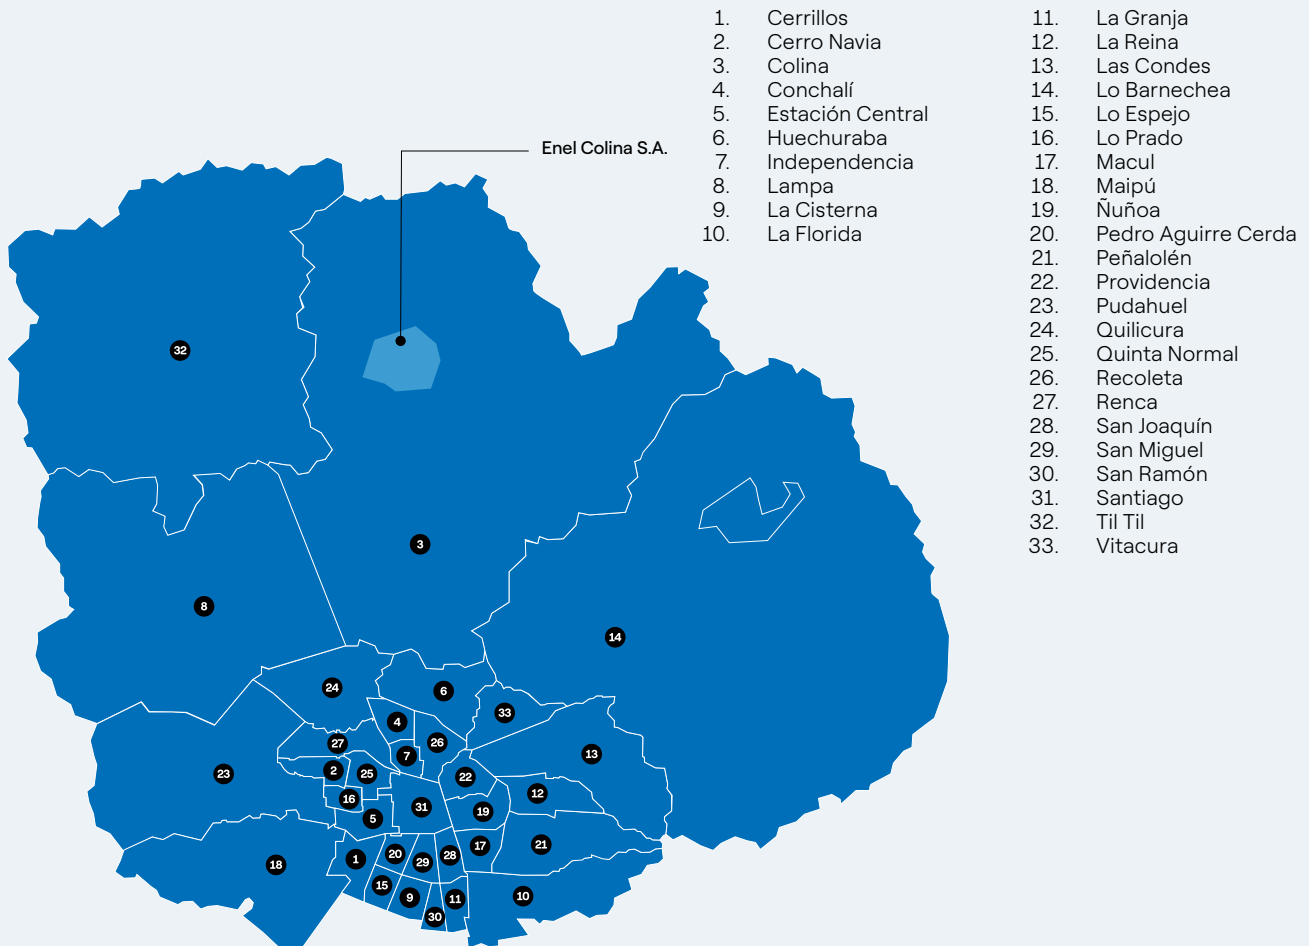 1. Cerrillos
2. Cerro Navia
3. Colina
4. Conchalí
5. Estación Central
6. Huechuraba
7. Independencia
8. Lampa
9. La Cisterna
10. La Florida
11. La Granja
12. La Reina
13. Las Condes
14. Lo Barnechea
15. Lo Espejo
16. Lo Prado
17. Macul
18. Maipú
19. Ñuñoa
20. Pedro Aguirre Cerda
21. Peñalolén
22. Providencia
23. Pudahuel
24. Quilicura
25. Quinta Normal
26. Recoleta
27. Renca
28. San Joaquín
29. San Miguel
30. San Ramón
31. Santiago
32. Til Til
33. Vitacura
Enel Colina S.A.
32
3
8
14
24
6
33
4
27
26
13
7
2
25
23
22
12
16
31
19
5
21
17
20
28
1
29
18
15
10
9
11
30